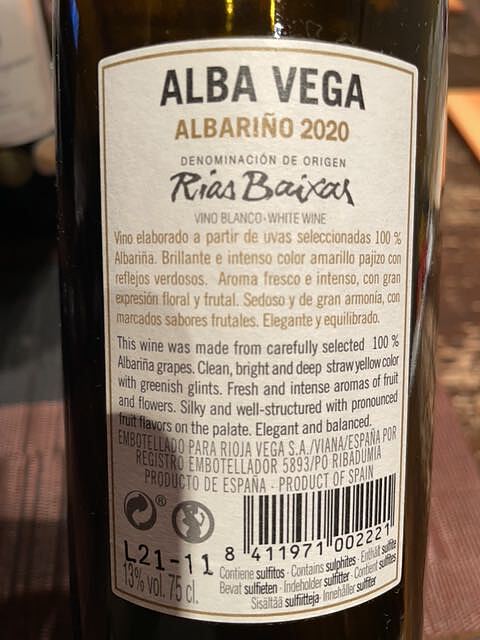 ALBA VEGA
ALBARIÑO 2020
DENOMINACIÓN DE ORIGEN
Rías Baixas
VINO BLANCO-WHITE WINE
Vino elaborado a partir de uvas seleccionadas 100 %
Albariña. Brillante e intenso color amarillo pajizo con
reflejos verdosos. Aroma fresco e intenso, con gran
expresión floral y frutal. Sedoso y de gran armonía, con
marcados sabores frutales. Elegante y equilibrado.
This wine was made from carefully selected 100 %
Albariña grapes. Clean, bright and deep straw yellow color
with greenish glints. Fresh and intense aromas of fruit
and flowers. Silky and well-structured with pronounced
fruit flavors on the palate. Elegant and balanced.
EMBOTELLADO PARA RIOJA VEGA S.A./VIANA/ESPAÑA POR
REGISTRO EMBOTELLADOR 5893/PO RIBADUMIA
PRODUCTO DE ESPAÑA - PRODUCT OF SPAIN
®
L21-11
13% vol. 75 cl.
8 411971 002221
Contiene sulfitos - Contains sulphites - Enthält sulfite
Bevat sulfieten - Indeholder sulfitter - Contient sulfites
Sisältää sulfiitteja - Innehåller sulfiter